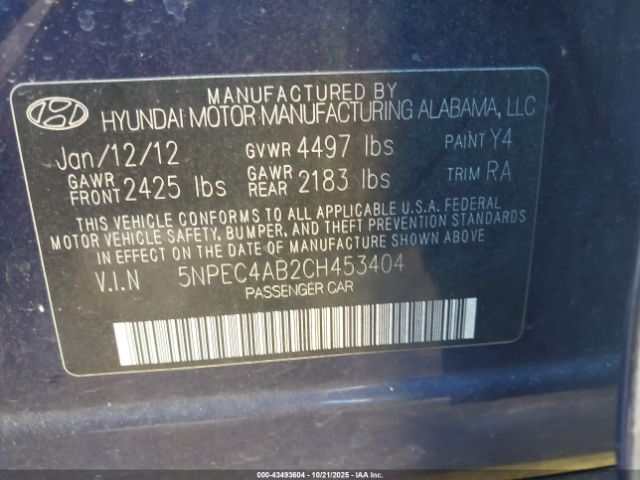 MANUFACTURED BY
HYUNDAI MOTOR MANUFACTURING ALABAMA, LLC
Jan/12/12 GVWR 4497 lbs PAINT Y4
GAWR FRONT 2425 lbs GAWR REAR 2183 lbs TRIM RA
THIS VEHICLE CONFORMS TO ALL APPLICABLE U.S.A. FEDERAL
MOTOR VEHICLE SAFETY, BUMPER, AND THEFT PREVENTION STANDARDS
IN EFFECT ON THE DATE OF MANUFACTURE SHOWN ABOVE.
V.I.N 5NPEC4AB2CH453404
PASSENGER CAR
000-43493604 - 10/21/2025 - IAAI.COM